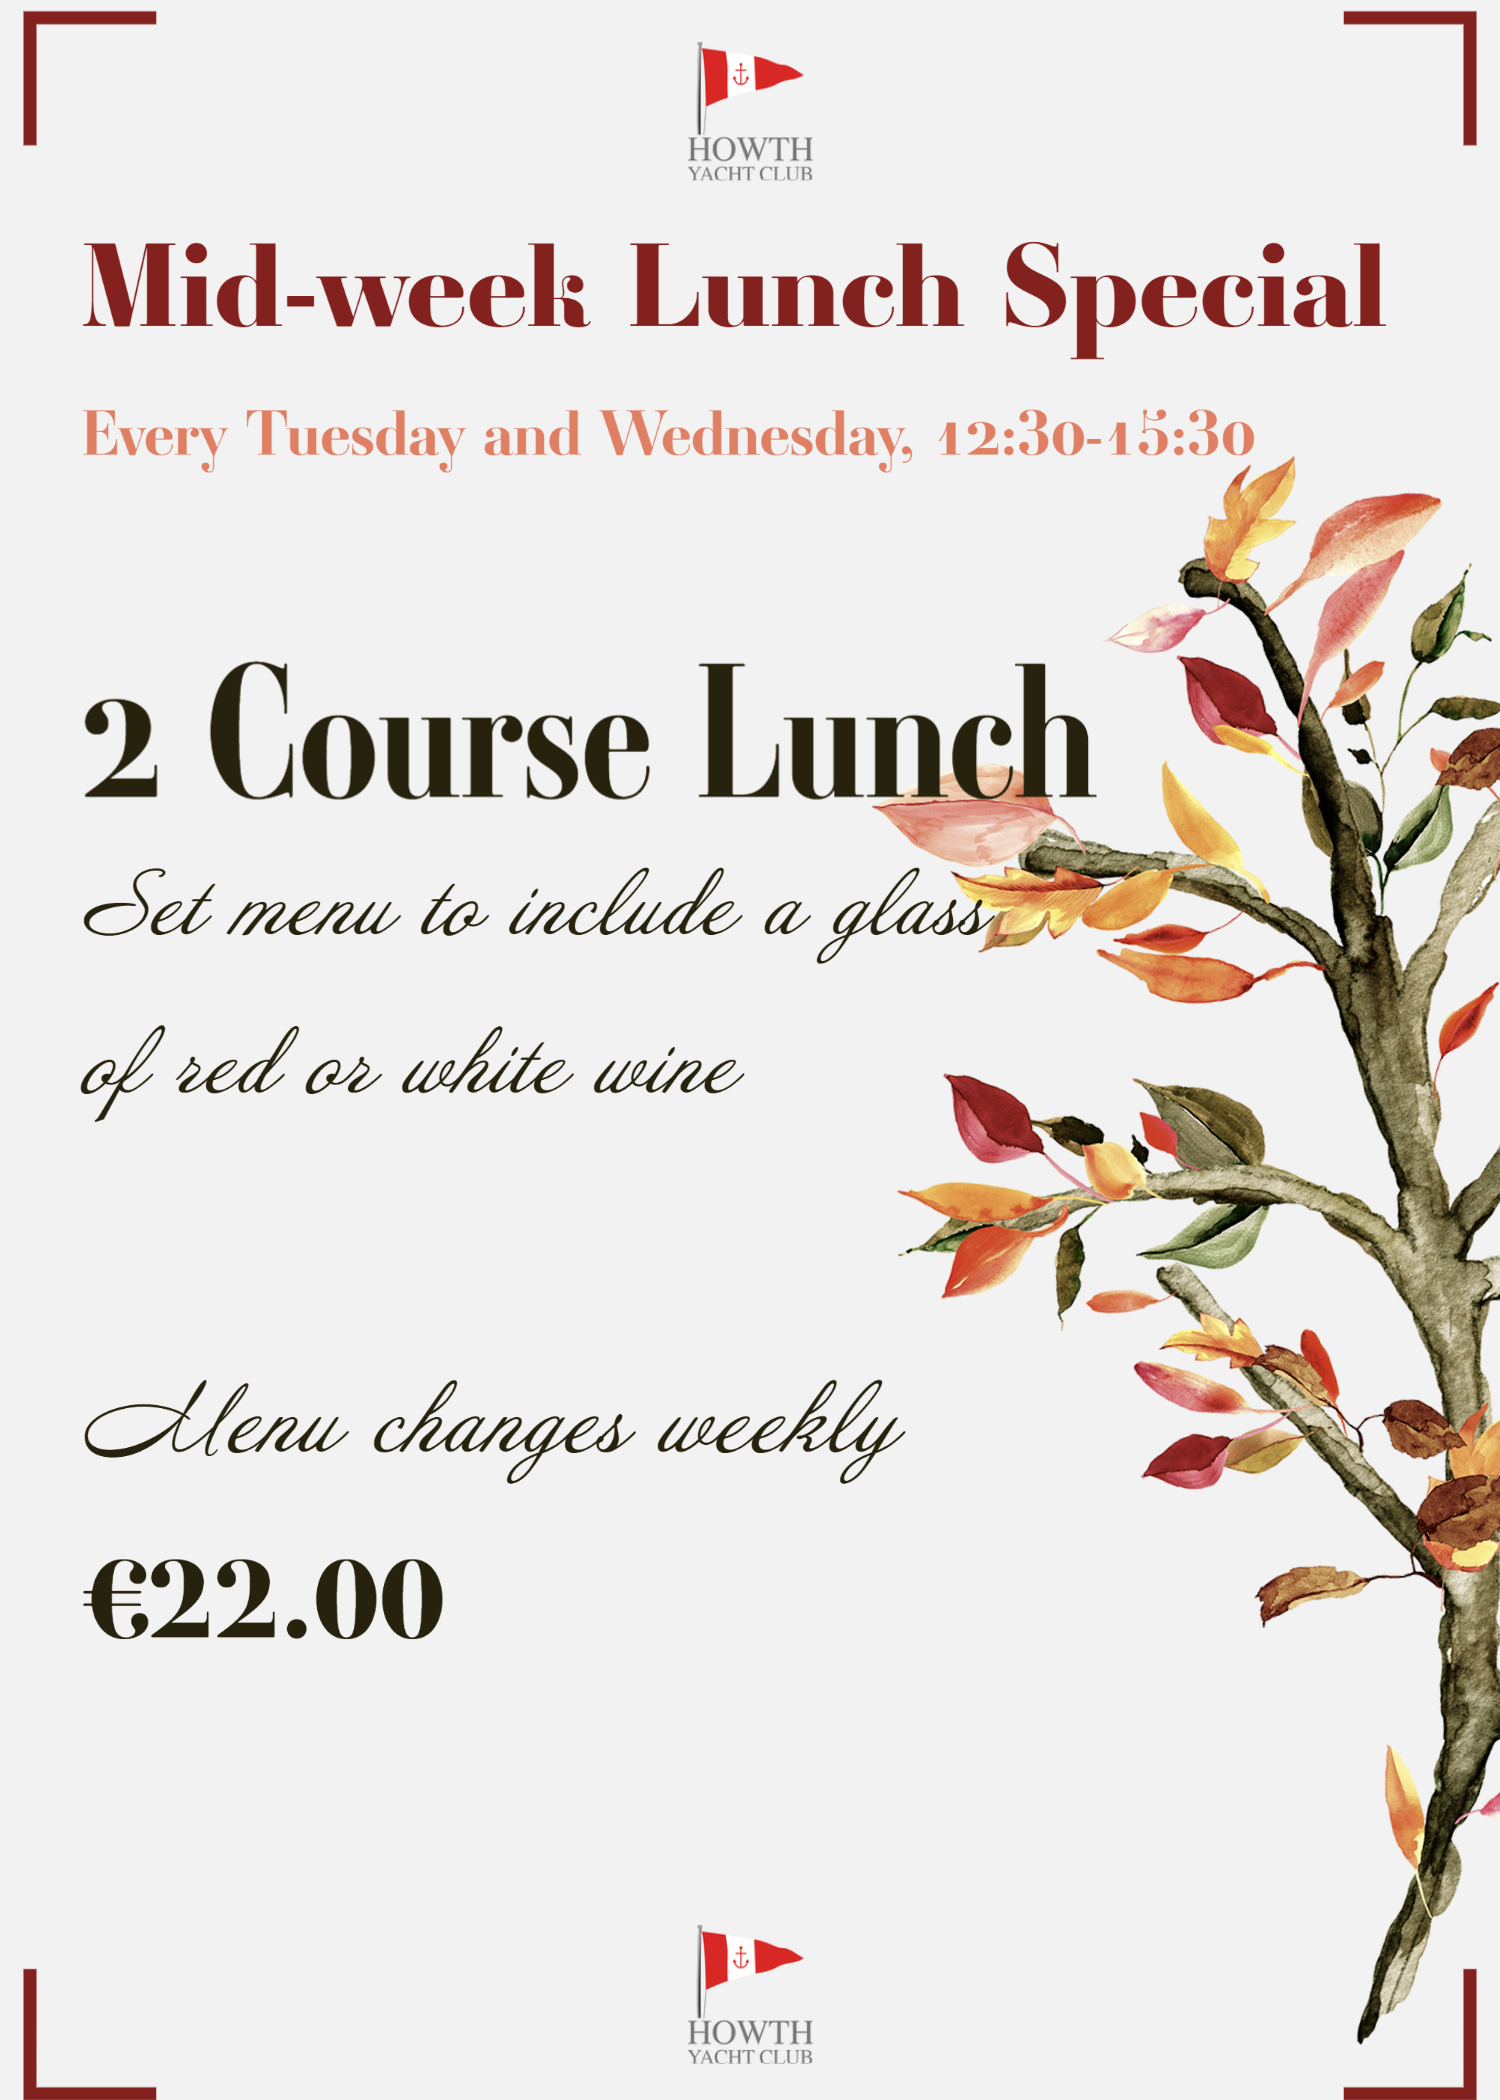 HOWTH
YACHT CLUB
Mid-week Lunch Special
Every Tuesday and Wednesday, 12:30-15:30
2 Course Lunch
Set menu to include a glass
of red or white wine
Menu changes weekly
€22.00
HOWTH
YACHT CLUB